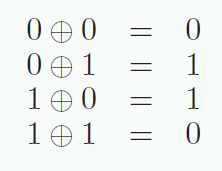 0 ⊕ 0 = 0
0 ⊕ 1 = 1
1 ⊕ 0 = 1
1 ⊕ 1 = 0